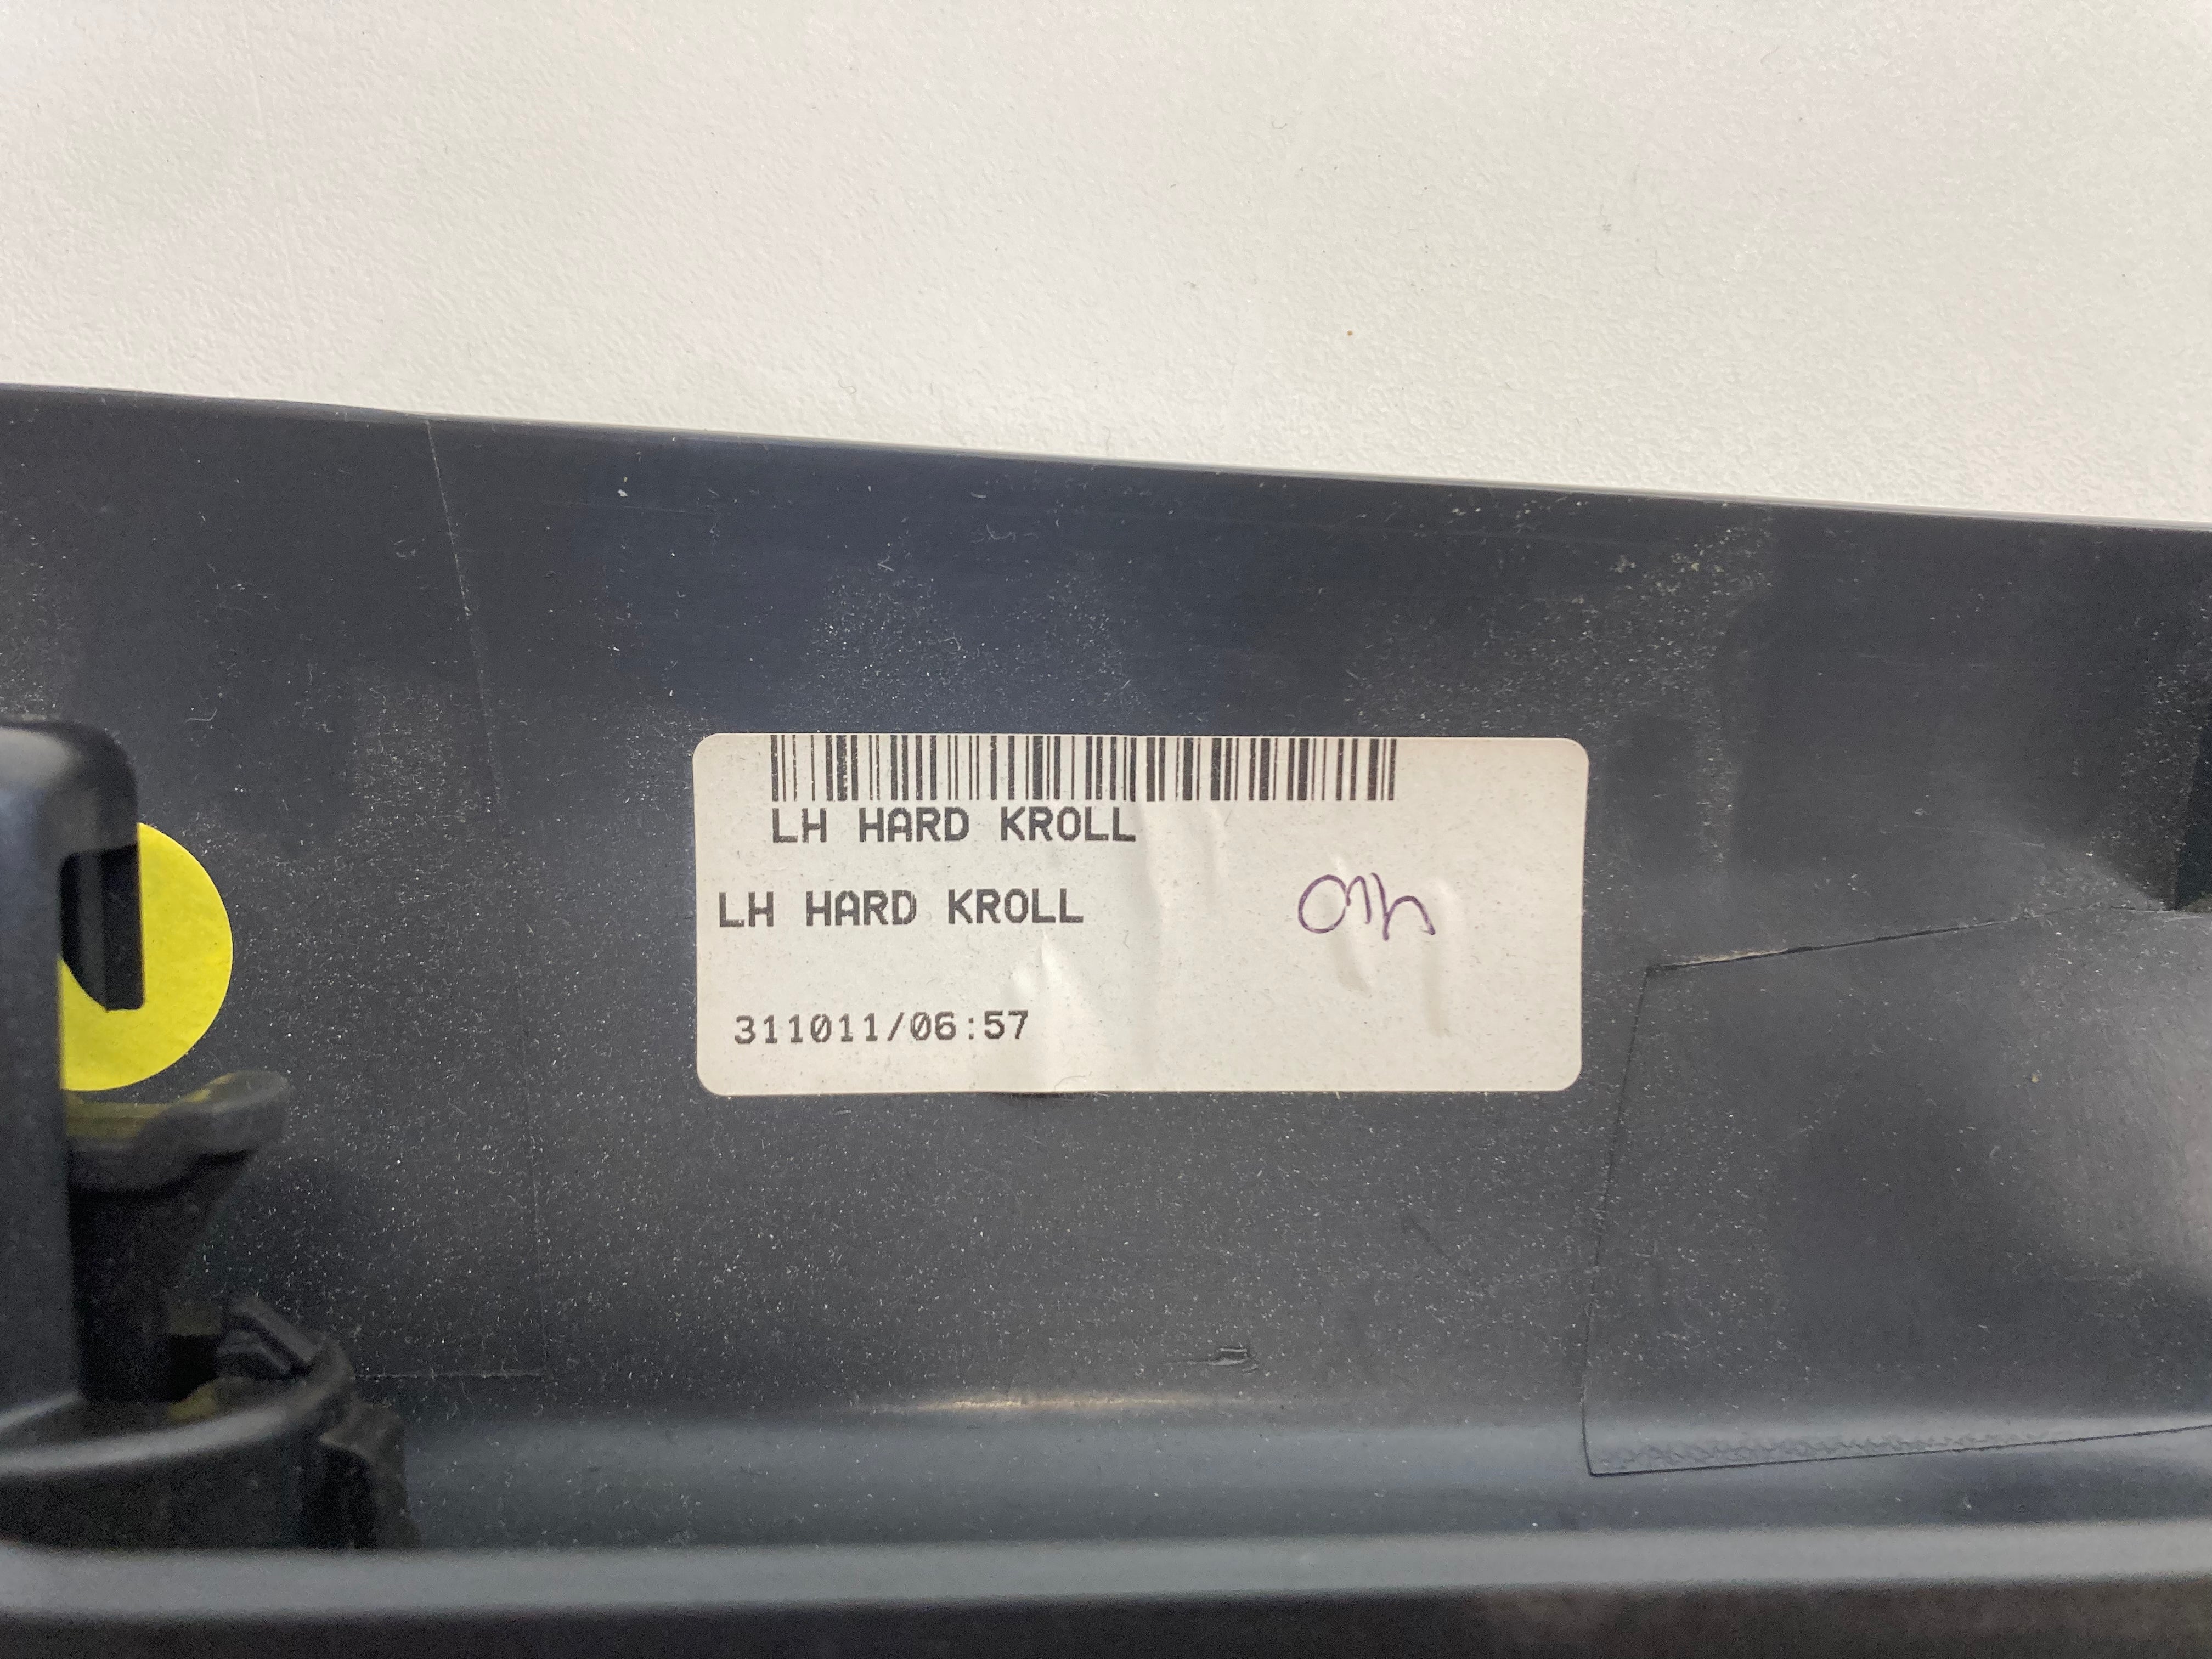 LH HARD KROLL
LH HARD KROLL
311011/06:57